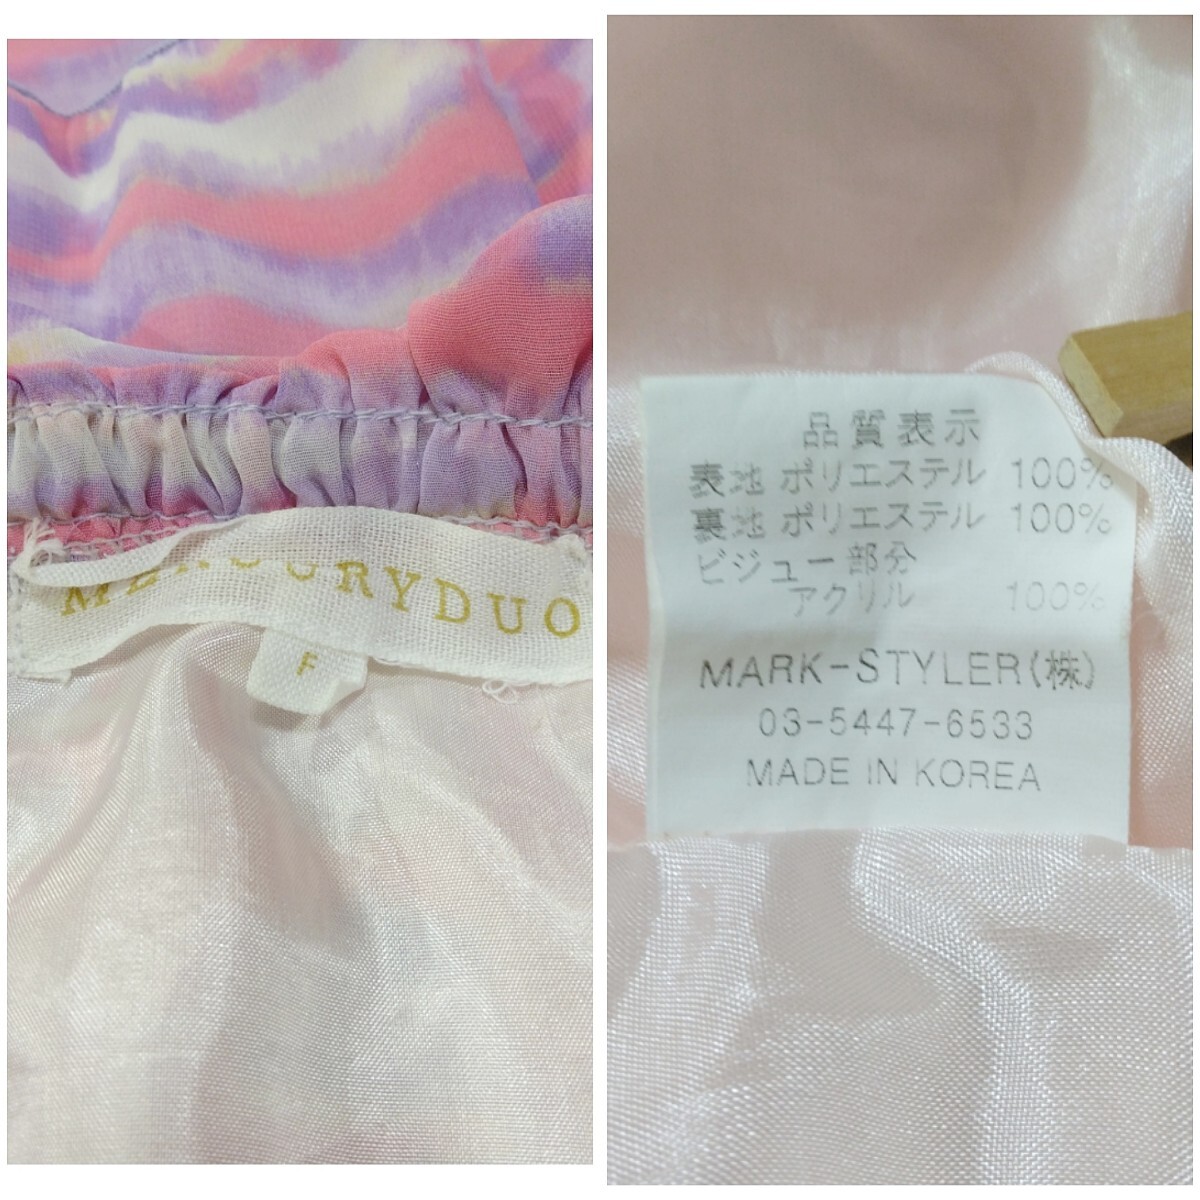 MERCURYDUO
F
品質表示
表地 ポリエステル 100%
裏地 ポリエステル 100%
ビジュー部分
アクリル 100%
MARK-STYLER(株)
03-5447-6533
MADE IN KOREA